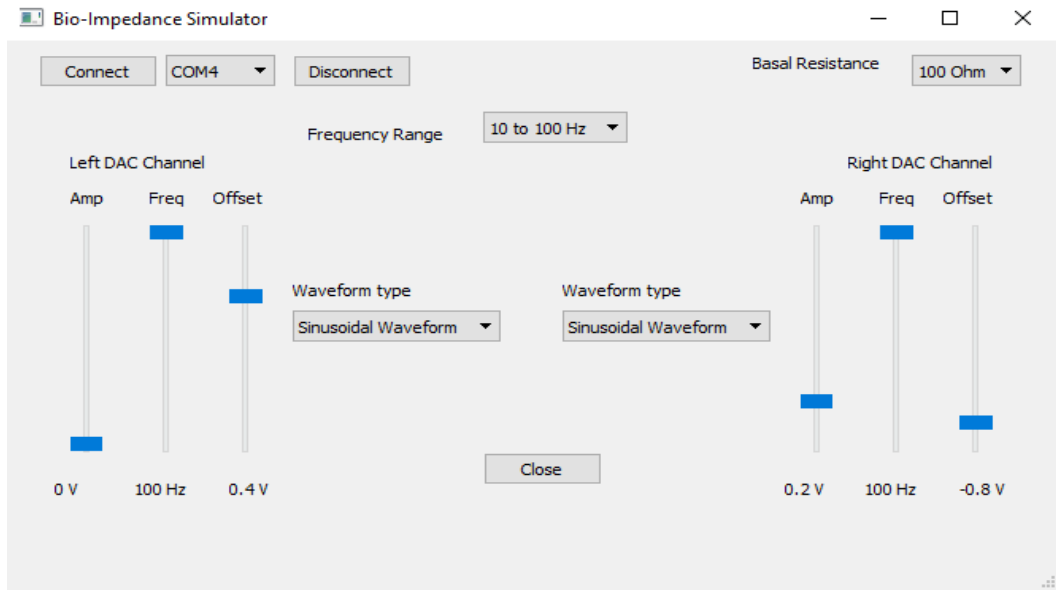 Bio-Impedance Simulator
Connect COM4 Disconnect Basal Resistance 100 Ohm
Frequency Range 10 to 100 Hz
Left DAC Channel Right DAC Channel
Amp Freq Offset Amp Freq Offset
Waveform type Waveform type
Sinusoidal Waveform Sinusoidal Waveform
Close
0 V 100 Hz 0.4 V 0.2 V 100 Hz -0.8 V